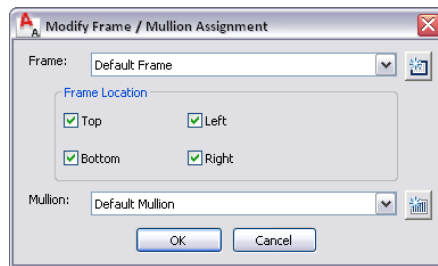 Modify Frame / Mullion Assignment
Frame: Default Frame
Frame Location
Top Left
Bottom Right
Mullion: Default Mullion
OK Cancel